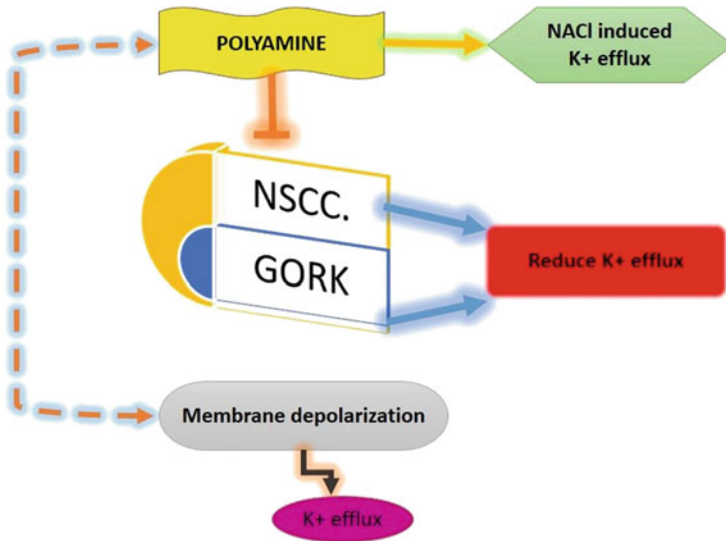 POLYAMINE
NACl induced
K+ efflux
NSCC.
GORK
Reduce K+ efflux
Membrane depolarization
K+ efflux